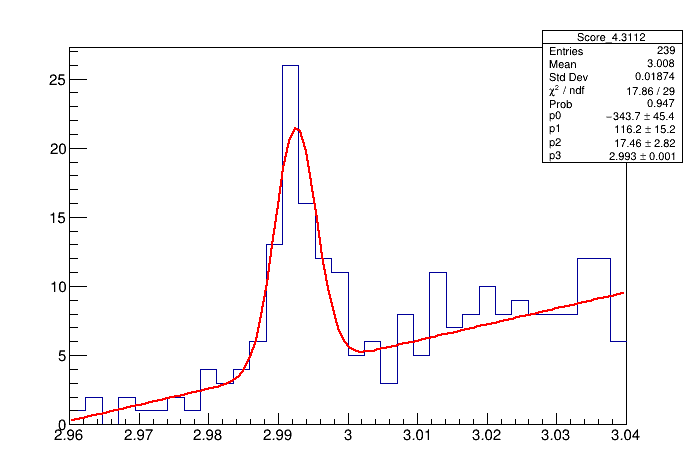 Score_4.3112
Entries 239
Mean 3.008
Std Dev 0.01874
χ² / ndf 17.86 / 29
Prob 0.947
p0 −343.7 ± 45.4
p1 116.2 ± 15.2
p2 17.46 ± 2.82
p3 2.993 ± 0.001
25
20
15
10
5
0
2.96 2.97 2.98 2.99 3 3.01 3.02 3.03 3.04